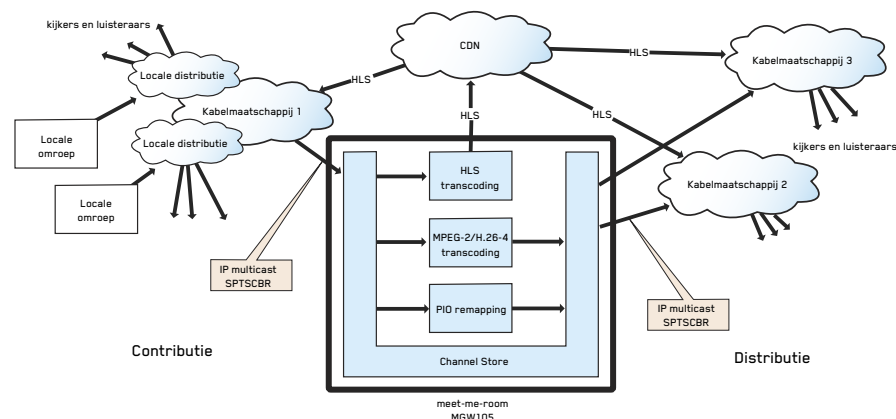 kijkers en luisteraars
CDN
HLS
Kabelmaatschappij 3
Locale distributie
HLS
Kabelmaatschappij 1
HLS
HLS
Locale
omroep
Locale distributie
kijkers en luisteraars
HLS
transcoding
Kabelmaatschappij 2
Locale
omroep
MPEG-2/H.26-4
transcoding
IP multicast
SPTSCBR
PIO remapping
IP multicast
SPTSCBR
Contributie
Channel Store
Distributie
meet-me-room
MGW105